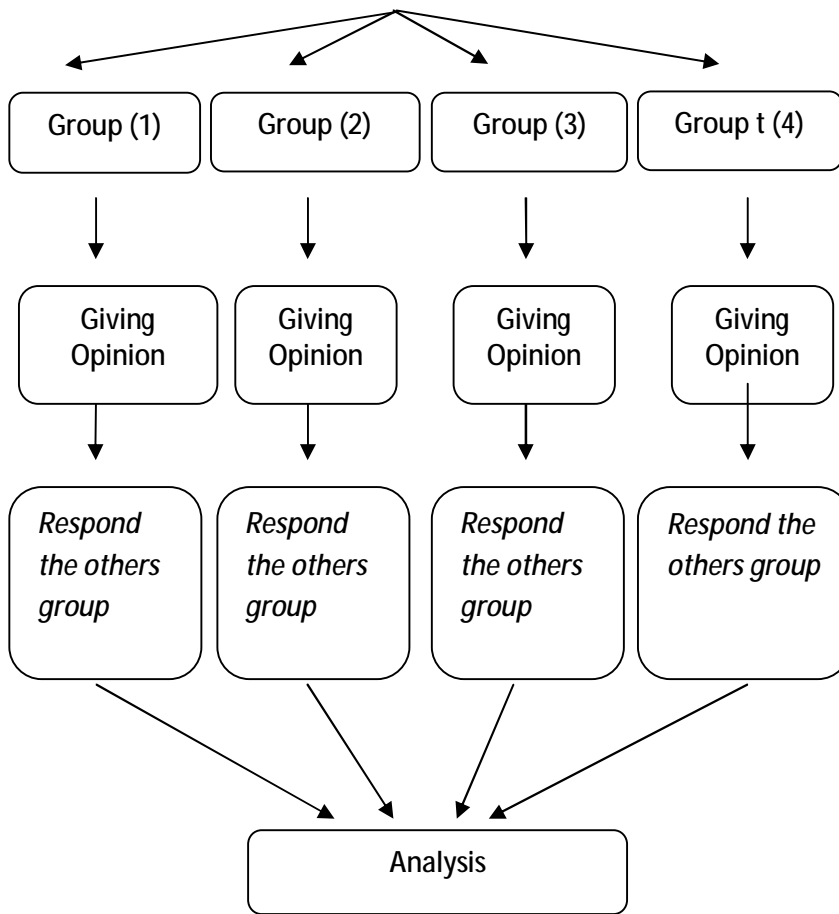 Group (1)
Group (2)
Group (3)
Group t (4)
Giving
Opinion
Giving
Opinion
Giving
Opinion
Giving
Opinion
Respond
the others
group
Respond
the others
group
Respond
the others
group
Respond the
others group
Analysis